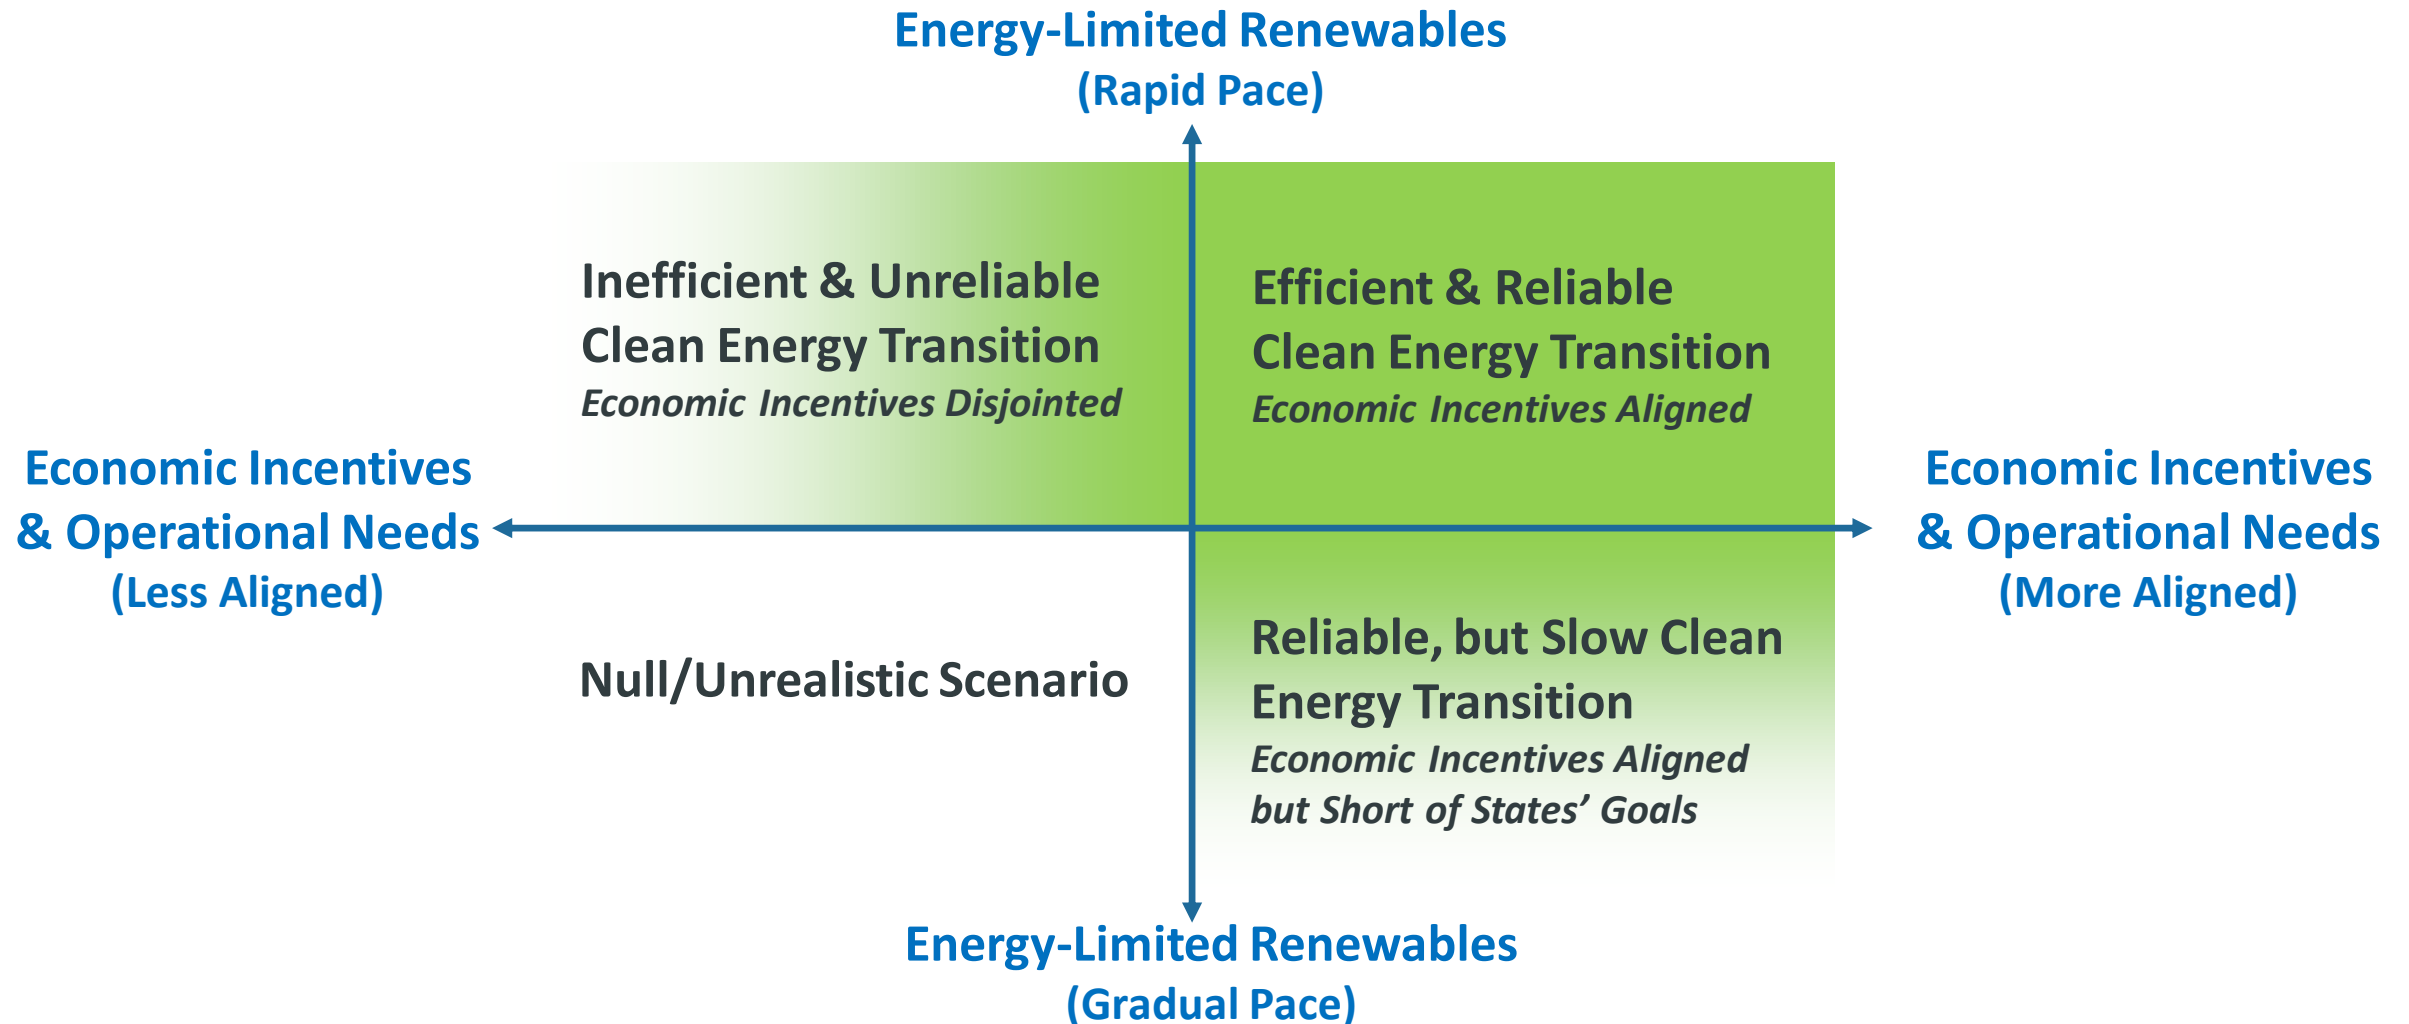 Energy-Limited Renewables
(Rapid Pace)
Inefficient & Unreliable
Clean Energy Transition
Economic Incentives Disjointed
Efficient & Reliable
Clean Energy Transition
Economic Incentives Aligned
Economic Incentives
& Operational Needs
(Less Aligned)
Economic Incentives
& Operational Needs
(More Aligned)
Null/Unrealistic Scenario
Reliable, but Slow Clean
Energy Transition
Economic Incentives Aligned
but Short of States’ Goals
Energy-Limited Renewables
(Gradual Pace)